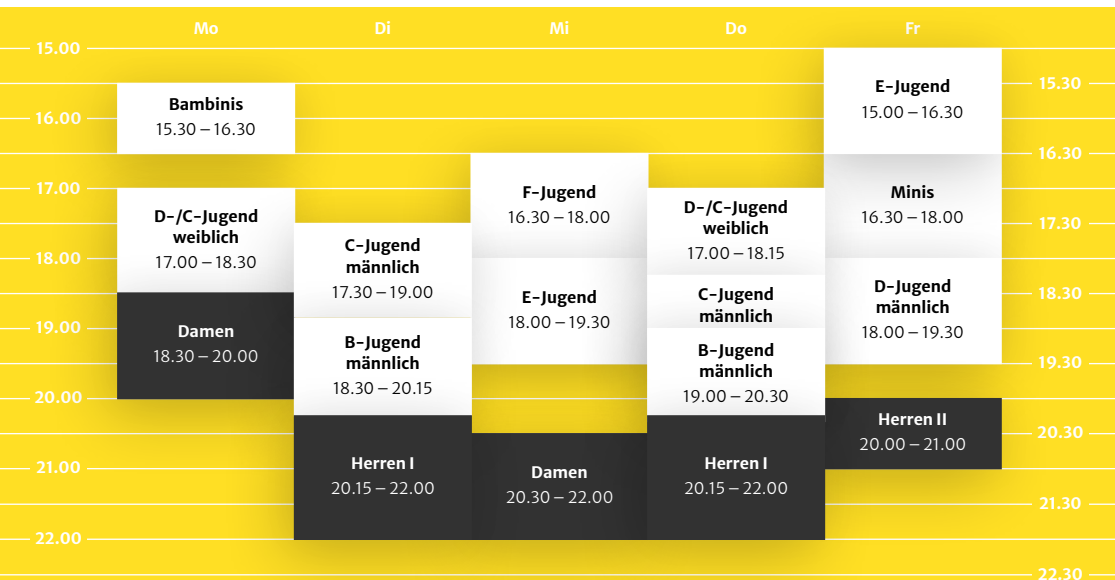 Mo
Di
Mi
Do
Fr
15.00
15.30
16.00
16.30
17.00
17.30
18.00
18.30
19.00
19.30
20.00
20.30
21.00
21.30
22.00
22.30
Bambinis
15.30 – 16.30
D-/C-Jugend
weiblich
17.00 – 18.30
Damen
18.30 – 20.00
C-Jugend
männlich
17.30 – 19.00
B-Jugend
männlich
18.30 – 20.15
Herren I
20.15 – 22.00
F-Jugend
16.30 – 18.00
E-Jugend
18.00 – 19.30
Damen
20.30 – 22.00
D-/C-Jugend
weiblich
17.00 – 18.15
C-Jugend
männlich
B-Jugend
männlich
19.00 – 20.30
Herren I
20.15 – 22.00
E-Jugend
15.00 – 16.30
Minis
16.30 – 18.00
D-Jugend
männlich
18.00 – 19.30
Herren II
20.00 – 21.00